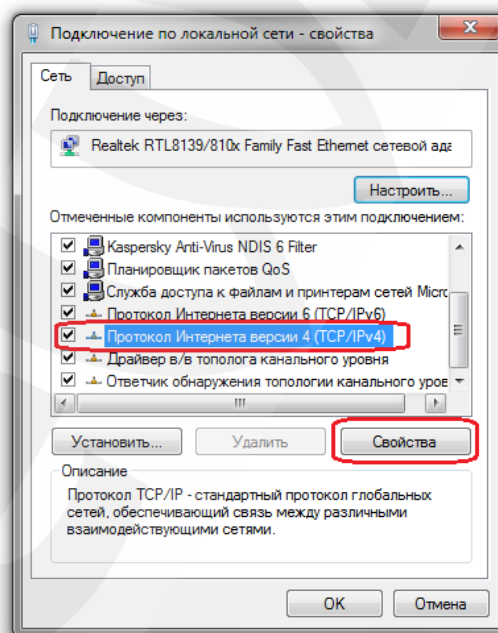 Подключение по локальной сети - свойства
Сеть
Доступ
Подключение через:
Realtek RTL8139/810x Family Fast Ethernet сетевой ада
Настроить...
Отмеченные компоненты используются этим подключением:
Kaspersky Anti-Virus NDIS 6 Filter
Планировщик пакетов QoS
Служба доступа к файлам и принтерам сетей Micro
Протокол Интернета версии 6 (TCP/IPv6)
Протокол Интернета версии 4 (TCP/IPv4)
Драйвер в/в тополога канального уровня
Ответчик обнаружения топологии канального уров
Установить...
Удалить
Свойства
Описание
Протокол TCP/IP - стандартный протокол глобальных
сетей, обеспечивающий связь между различными
взаимодействующими сетями.
OK
Отмена